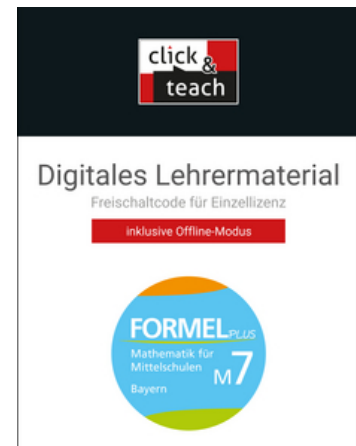 click &
teach
Digitales Lehrermaterial
Freischaltcode für Einzellizenz
inklusive Offline-Modus
FORMEL PLUS
Mathematik für
Mittelschulen
M7
Bayern